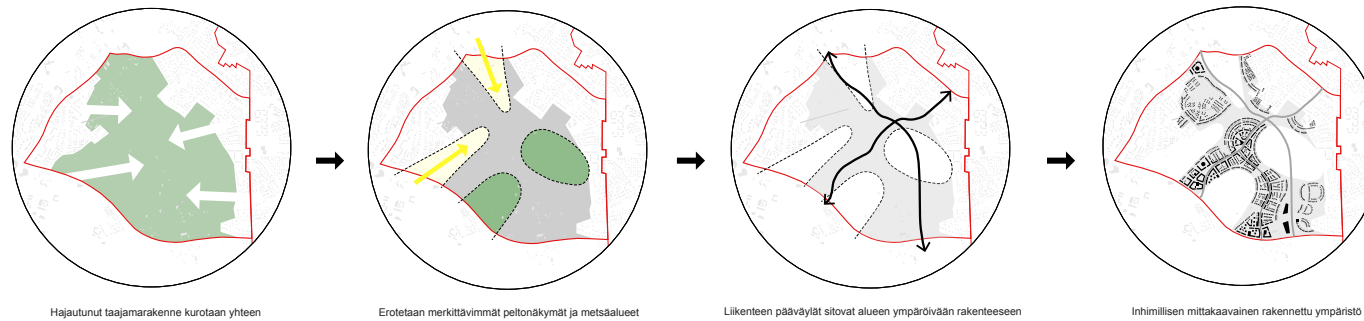 Hajautunut taajamarakenne kurotaan yhteen
Erotetaan merkittävimmät peltonäkymät ja metsäalueet
Liikenteen pääväylät sitovat alueen ympäröivään rakenteeseen
Inhimillisen mittakaavainen rakennettu ympäristö